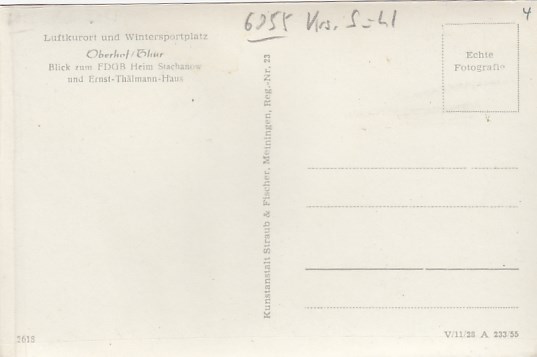 Luftkurort und Wintersportplatz
Oberhof/Thür
Blick zum FDGB Heim Stachanow
und Ernst-Thälmann-Haus
6055 Krs. Suhl
4
Echte
Fotografie
Kunstanstalt Straub & Fischer, Meiningen, Reg.-Nr. 23
2618
V/11/28 A 233/55